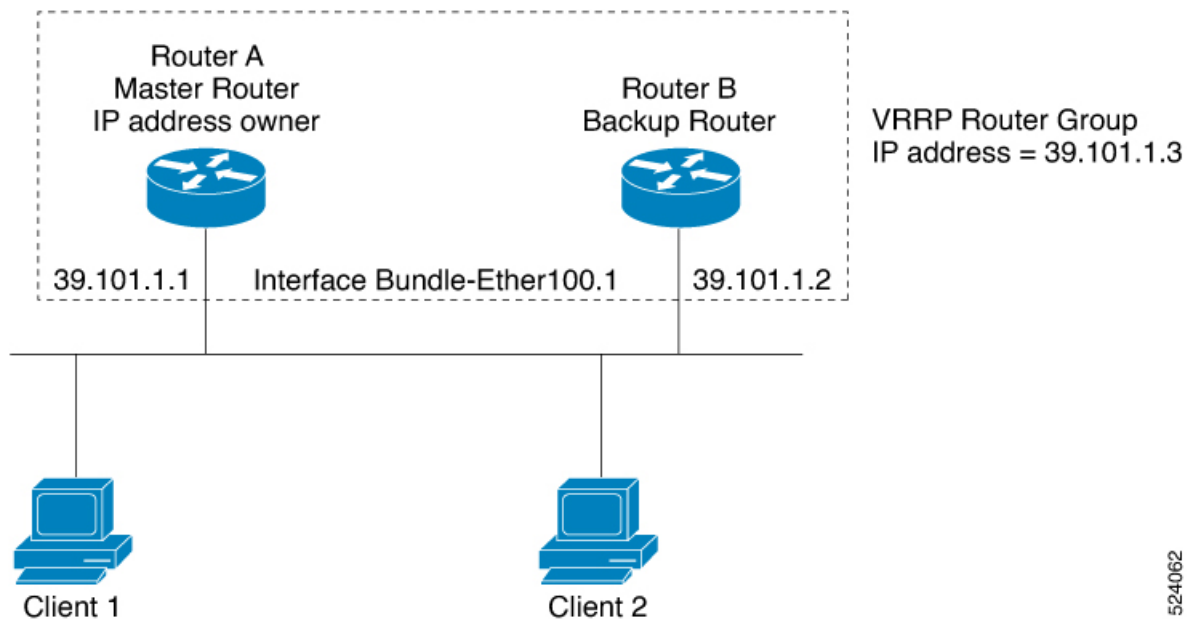 Router A
Master Router
IP address owner
Router B
Backup Router
VRRP Router Group
IP address = 39.101.1.3
39.101.1.1
Interface Bundle-Ether100.1
39.101.1.2
Client 1
Client 2
524062